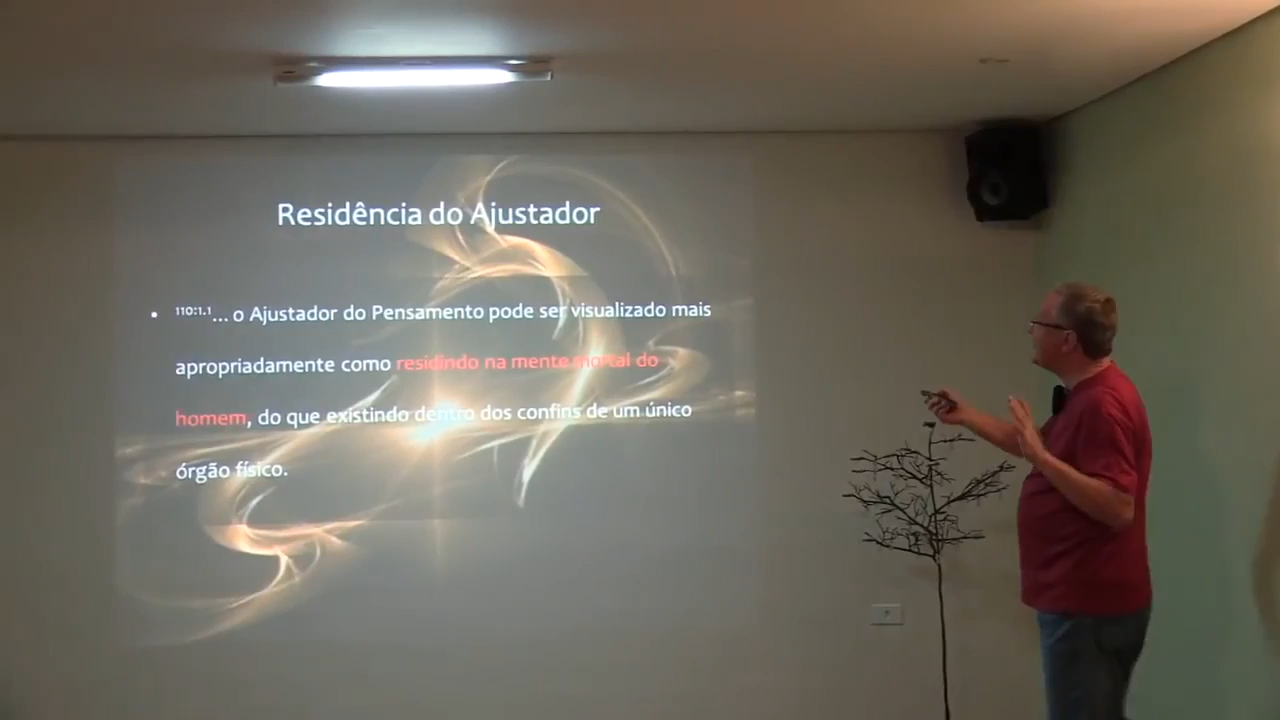 Residência do Ajustador
• 110:1.1... o Ajustador do Pensamento pode ser visualizado mais
apropriadamente como residindo na mente mortal do
homem, do que existindo dentro dos confins de um único
órgão físico.